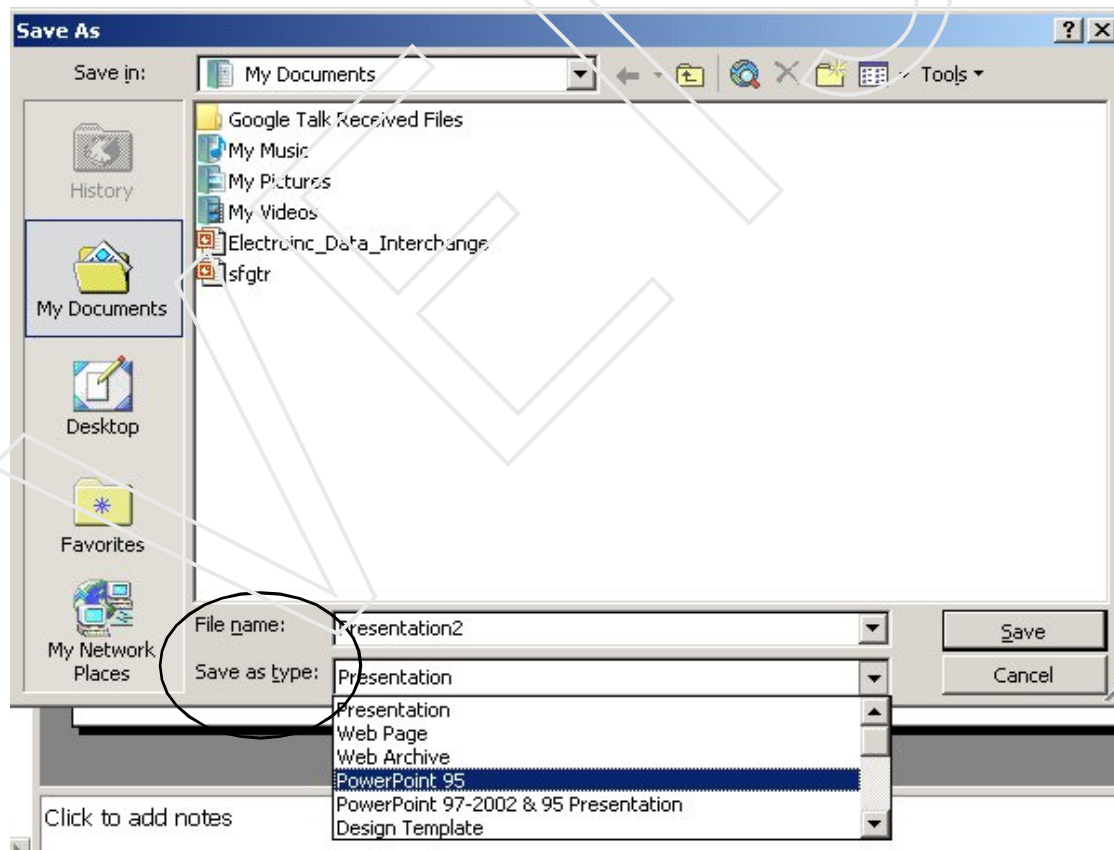 Save As
Save in: My Documents Tools
Google Talk Received Files
My Music
My Pictures
My Videos
Electroinc_Data_Interchange
sfgtr
History
My Documents
Desktop
Favorites
My Network
Places
File name: Presentation2 Save
Save as type: Presentation Cancel
Presentation
Web Page
Web Archive
PowerPoint 95
PowerPoint 97-2002 & 95 Presentation
Design Template
Click to add notes